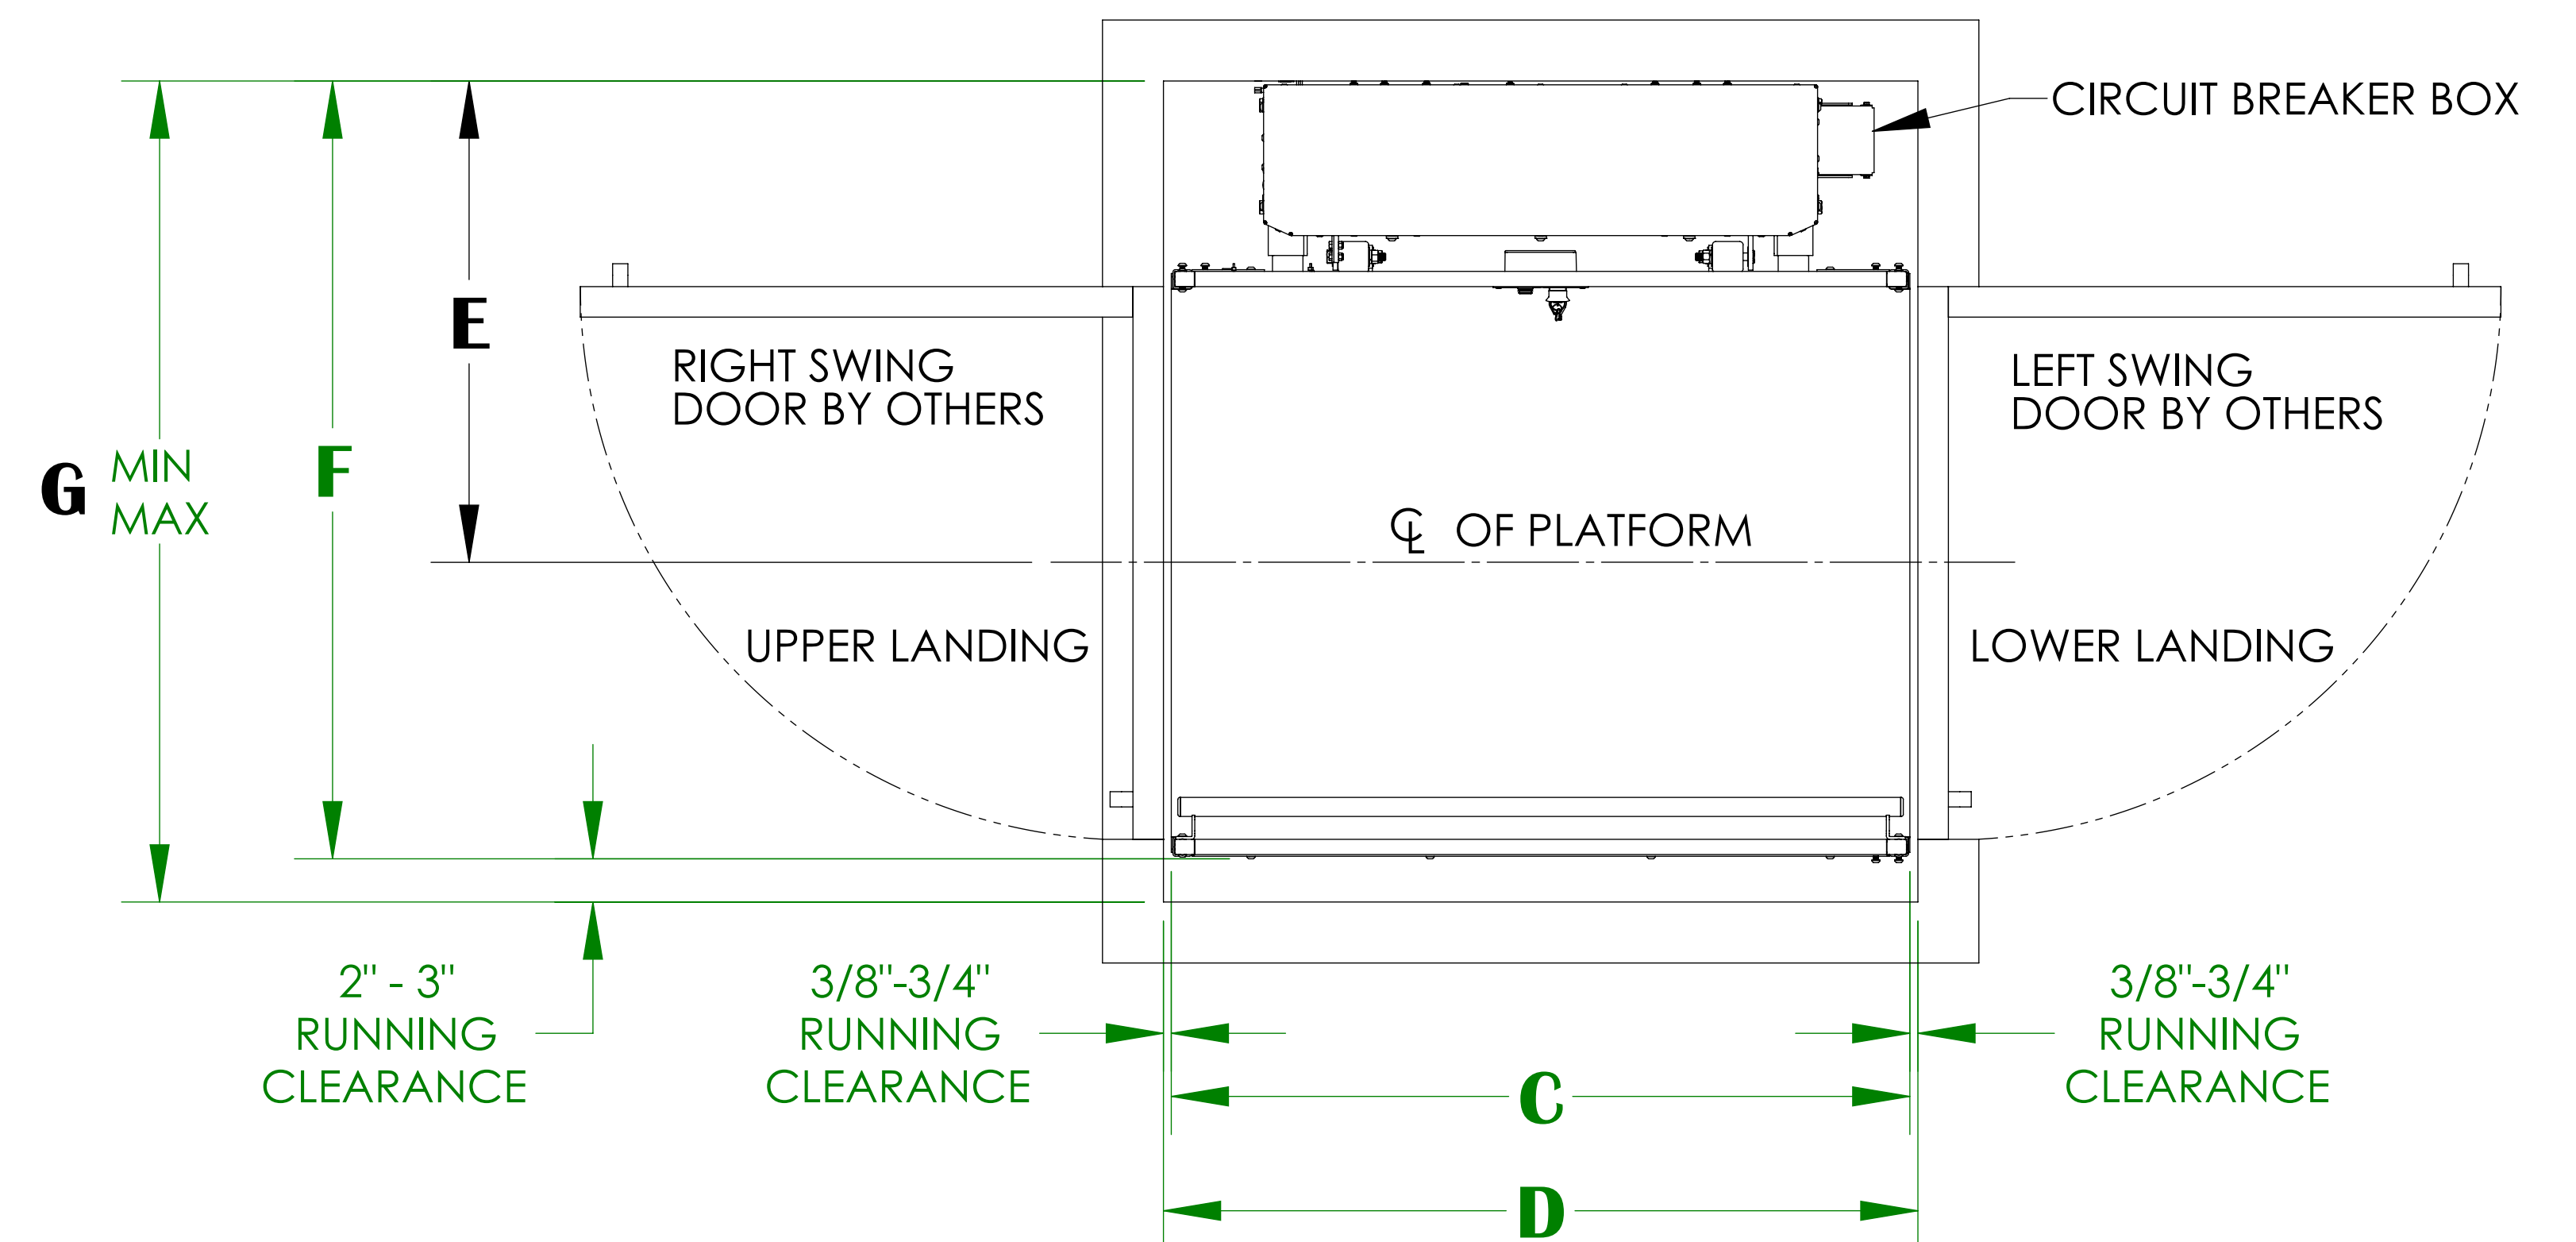 CIRCUIT BREAKER BOX
E
RIGHT SWING
DOOR BY OTHERS
LEFT SWING
DOOR BY OTHERS
G MIN
MAX
F
℄ OF PLATFORM
UPPER LANDING
LOWER LANDING
2" - 3"
RUNNING
CLEARANCE
3/8"-3/4"
RUNNING
CLEARANCE
3/8"-3/4"
RUNNING
CLEARANCE
C
D